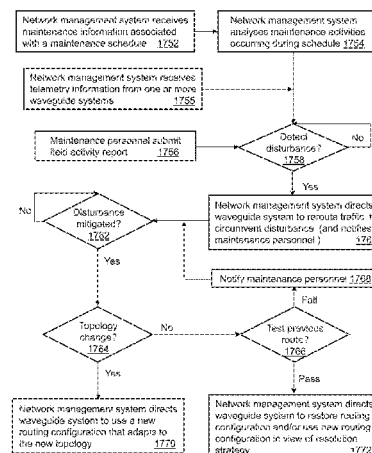 Network management system receives
maintenance information associated
with a maintenance schedule 1752
Network management system
analyses maintenance activities
occurring during schedule 1754
Network management system receives
telemetry information from one or more
waveguide systems 1755
Maintenance personnel submit
field activity report 1756
Detect
disturbance?
1758
No
Yes
Network management system directs
waveguide system to reroute traffic
circumvent disturbance (and notifies
maintenance personnel)
No
Disturbance
mitigated?
1762
Yes
Notify maintenance personnel 1768
Fail
Topology
change?
1764
No
Test previous
route?
1766
Yes
Pass
Network management system directs
waveguide system to use a new
routing configuration that adapts to
the new topology 1770
Network management system directs
waveguide system to restore routing
configuration and/or use new routing
configuration in view of resolution
strategy 1772